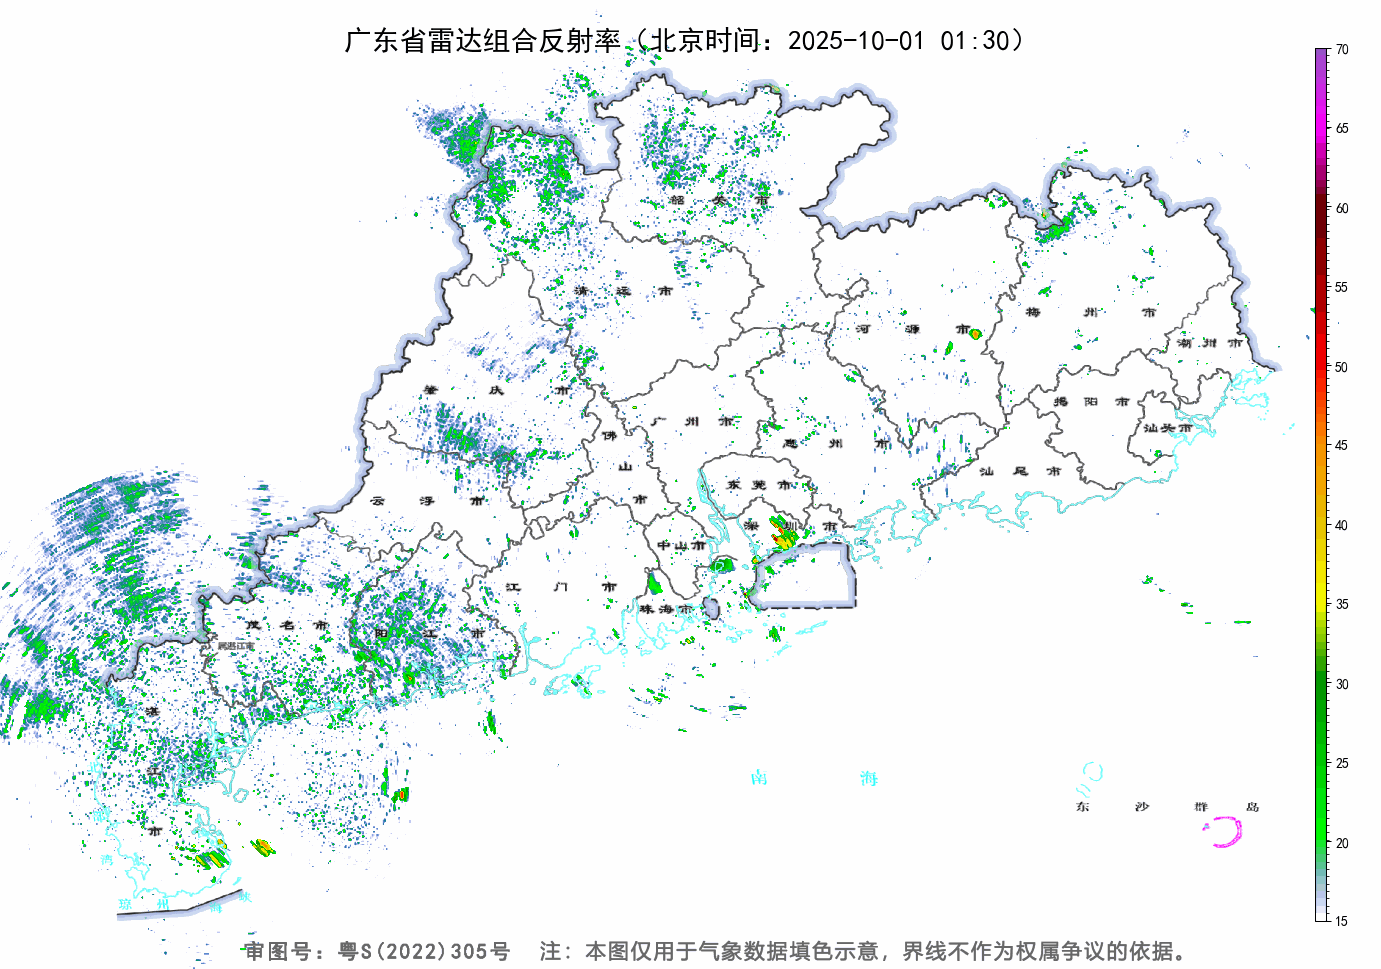 广东省雷达组合反射率（北京时间：2025-10-01 01:30）
70
65
60
55
50
45
40
35
30
25
20
15
韶 关 市
清 远 市
河 源 市
梅 州 市
潮 州 市
肇 庆 市
广 州 市
佛 山 市
惠 州 市
揭 阳 市
汕头市
汕 尾 市
云 浮 市
东 莞 市
深 圳 市
中山市
江 门 市
珠海市
茂 名 市
阳 江 市
湛 江 市
南 海
东 沙 群 岛
湾
琼 州 海 峡
审图号：粤S(2022)305号 注：本图仅用于气象数据填色示意，界线不作为权属争议的依据。